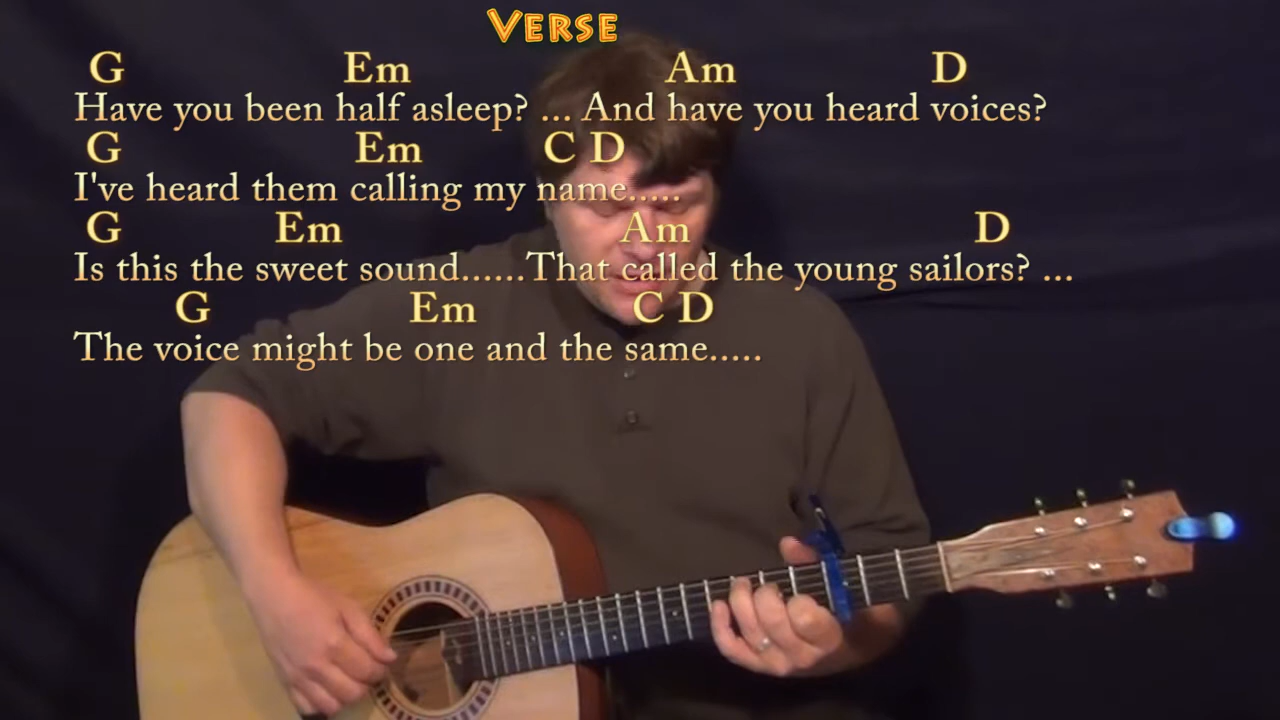 VERSE
G Em Am D
Have you been half asleep? ... And have you heard voices?
G Em C D
I've heard them calling my name.....
G Em Am D
Is this the sweet sound......That called the young sailors? ...
G Em C D
The voice might be one and the same.....